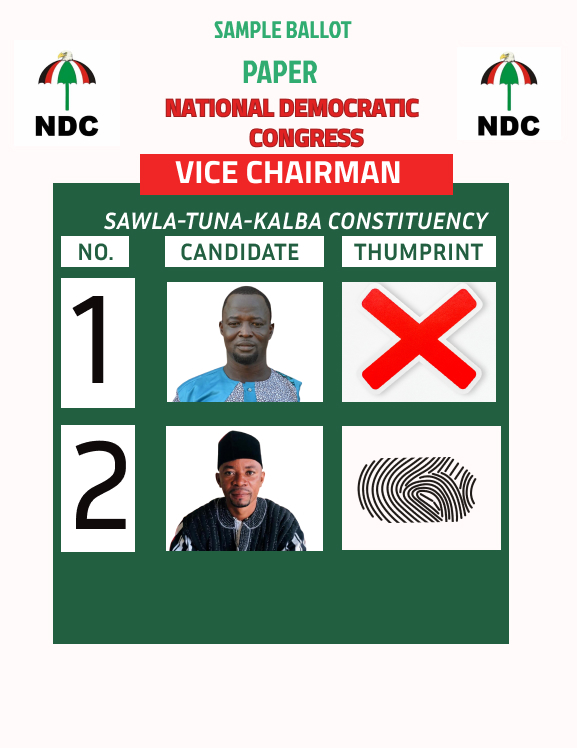 SAMPLE BALLOT
PAPER
NATIONAL DEMOCRATIC
CONGRESS
NDC
NDC
VICE CHAIRMAN
SAWLA-TUNA-KALBA CONSTITUENCY
NO. CANDIDATE THUMPRINT
1
2